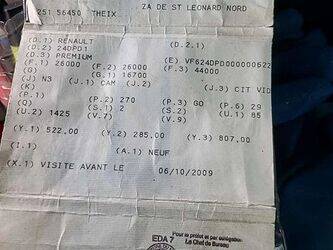 251 56450 THEIX ZA DE ST LEONARD NORD
(D.1) RENAULT (D.2.1)
(D.2) 24DPD1
(D.3) PREMIUM (E) VF624DPD000000622
(F.1) 26000 (F.2) 26000 (F.3) 44000
(G) (G.1) 16700
(J) N3 (J.1) CAM (J.2) (J.3) CIT VID
(K)
(P.1) (P.2) 270 (P.3) GO (P.6) 29
(Q) (S.1) 2 (S.2) (U.1) 85
(U.2) 1425 (V.7) (V.9)
(Y.1) 522,00 (Y.2) 285,00 (Y.3) 807,00
(I.1) (A.1) NEUF
(X.1) VISITE AVANT LE 06/10/2009
EDA 7 Pour le préfet et par délégation
Le Chef de Bureau